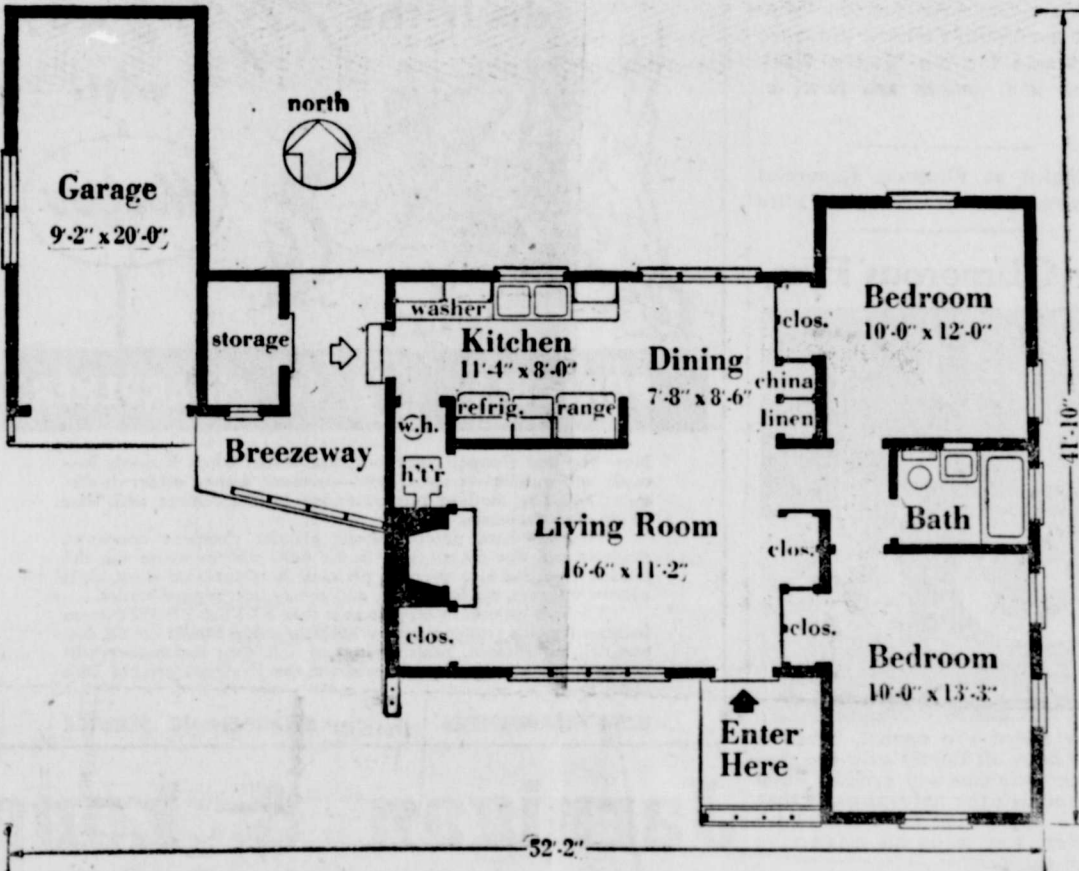 north
Garage
9'-2" x 20'-0"
storage
washer
Kitchen
11'-4" x 8'-0"
Dining
7'-8" x 8'-6"
clos.
Bedroom
10'-0" x 12'-0"
china
linen
refrig.
range
w.h.
Breezeway
h't'r
Living Room
16'-6" x 11'-2"
Bath
clos.
clos.
clos.
Bedroom
10'-0" x 13'-3"
Enter
Here
41'-10"
52'-2"